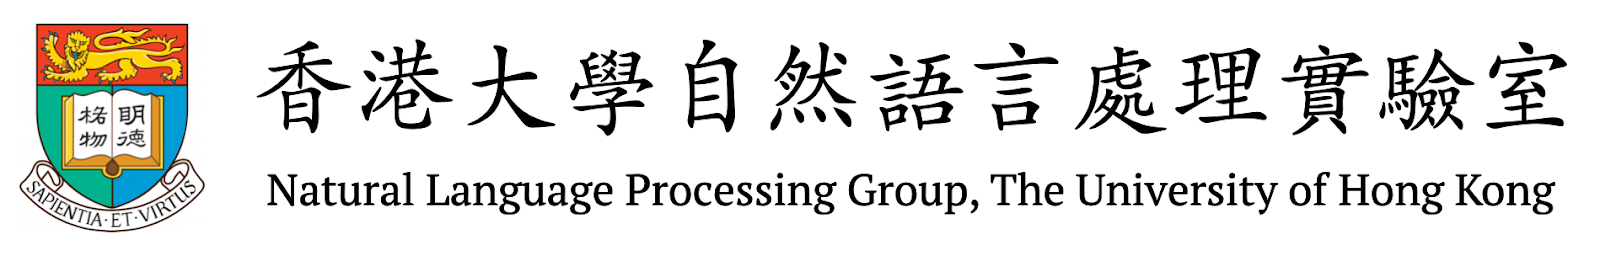 香港大學自然語言處理實驗室
Natural Language Processing Group, The University of Hong Kong
明德
格物
SAPIENTIA·ET·VIRTUS